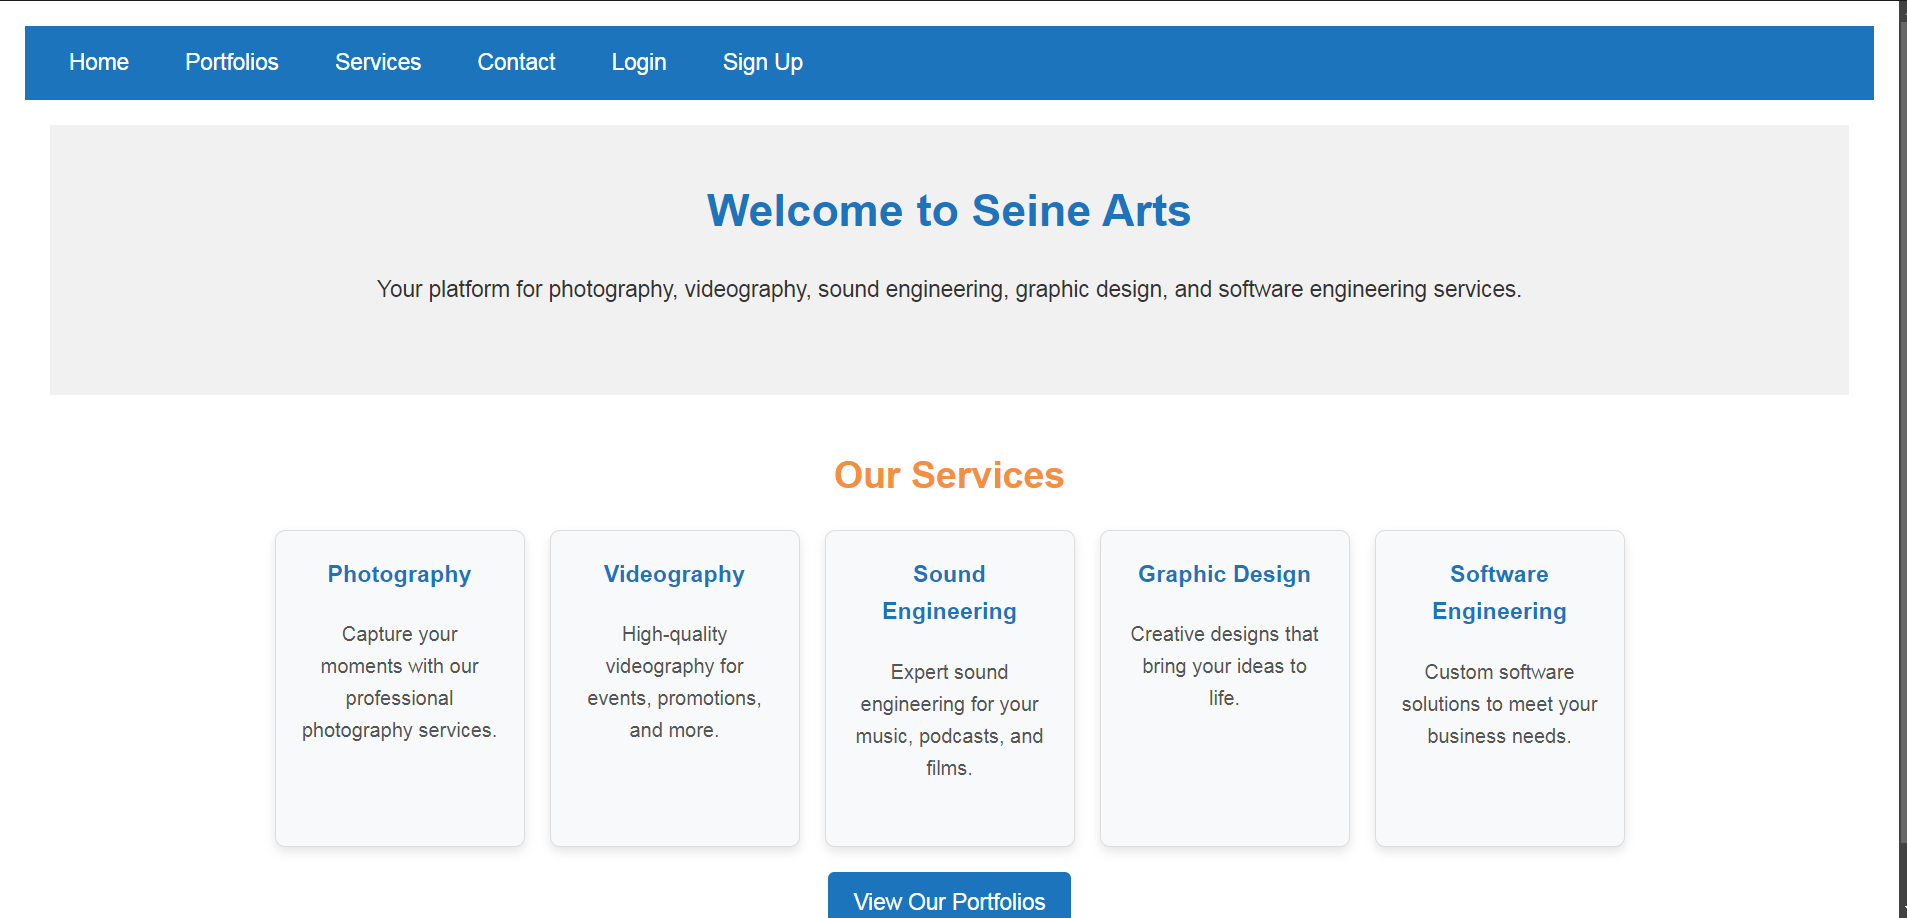 Home Portfolios Services Contact Login Sign Up
Welcome to Seine Arts
Your platform for photography, videography, sound engineering, graphic design, and software engineering services.
Our Services
Photography
Capture your
moments with our
professional
photography services.
Videography
High-quality
videography for
events, promotions,
and more.
Sound
Engineering
Expert sound
engineering for your
music, podcasts, and
films.
Graphic Design
Creative designs that
bring your ideas to
life.
Software
Engineering
Custom software
solutions to meet your
business needs.
View Our Portfolios